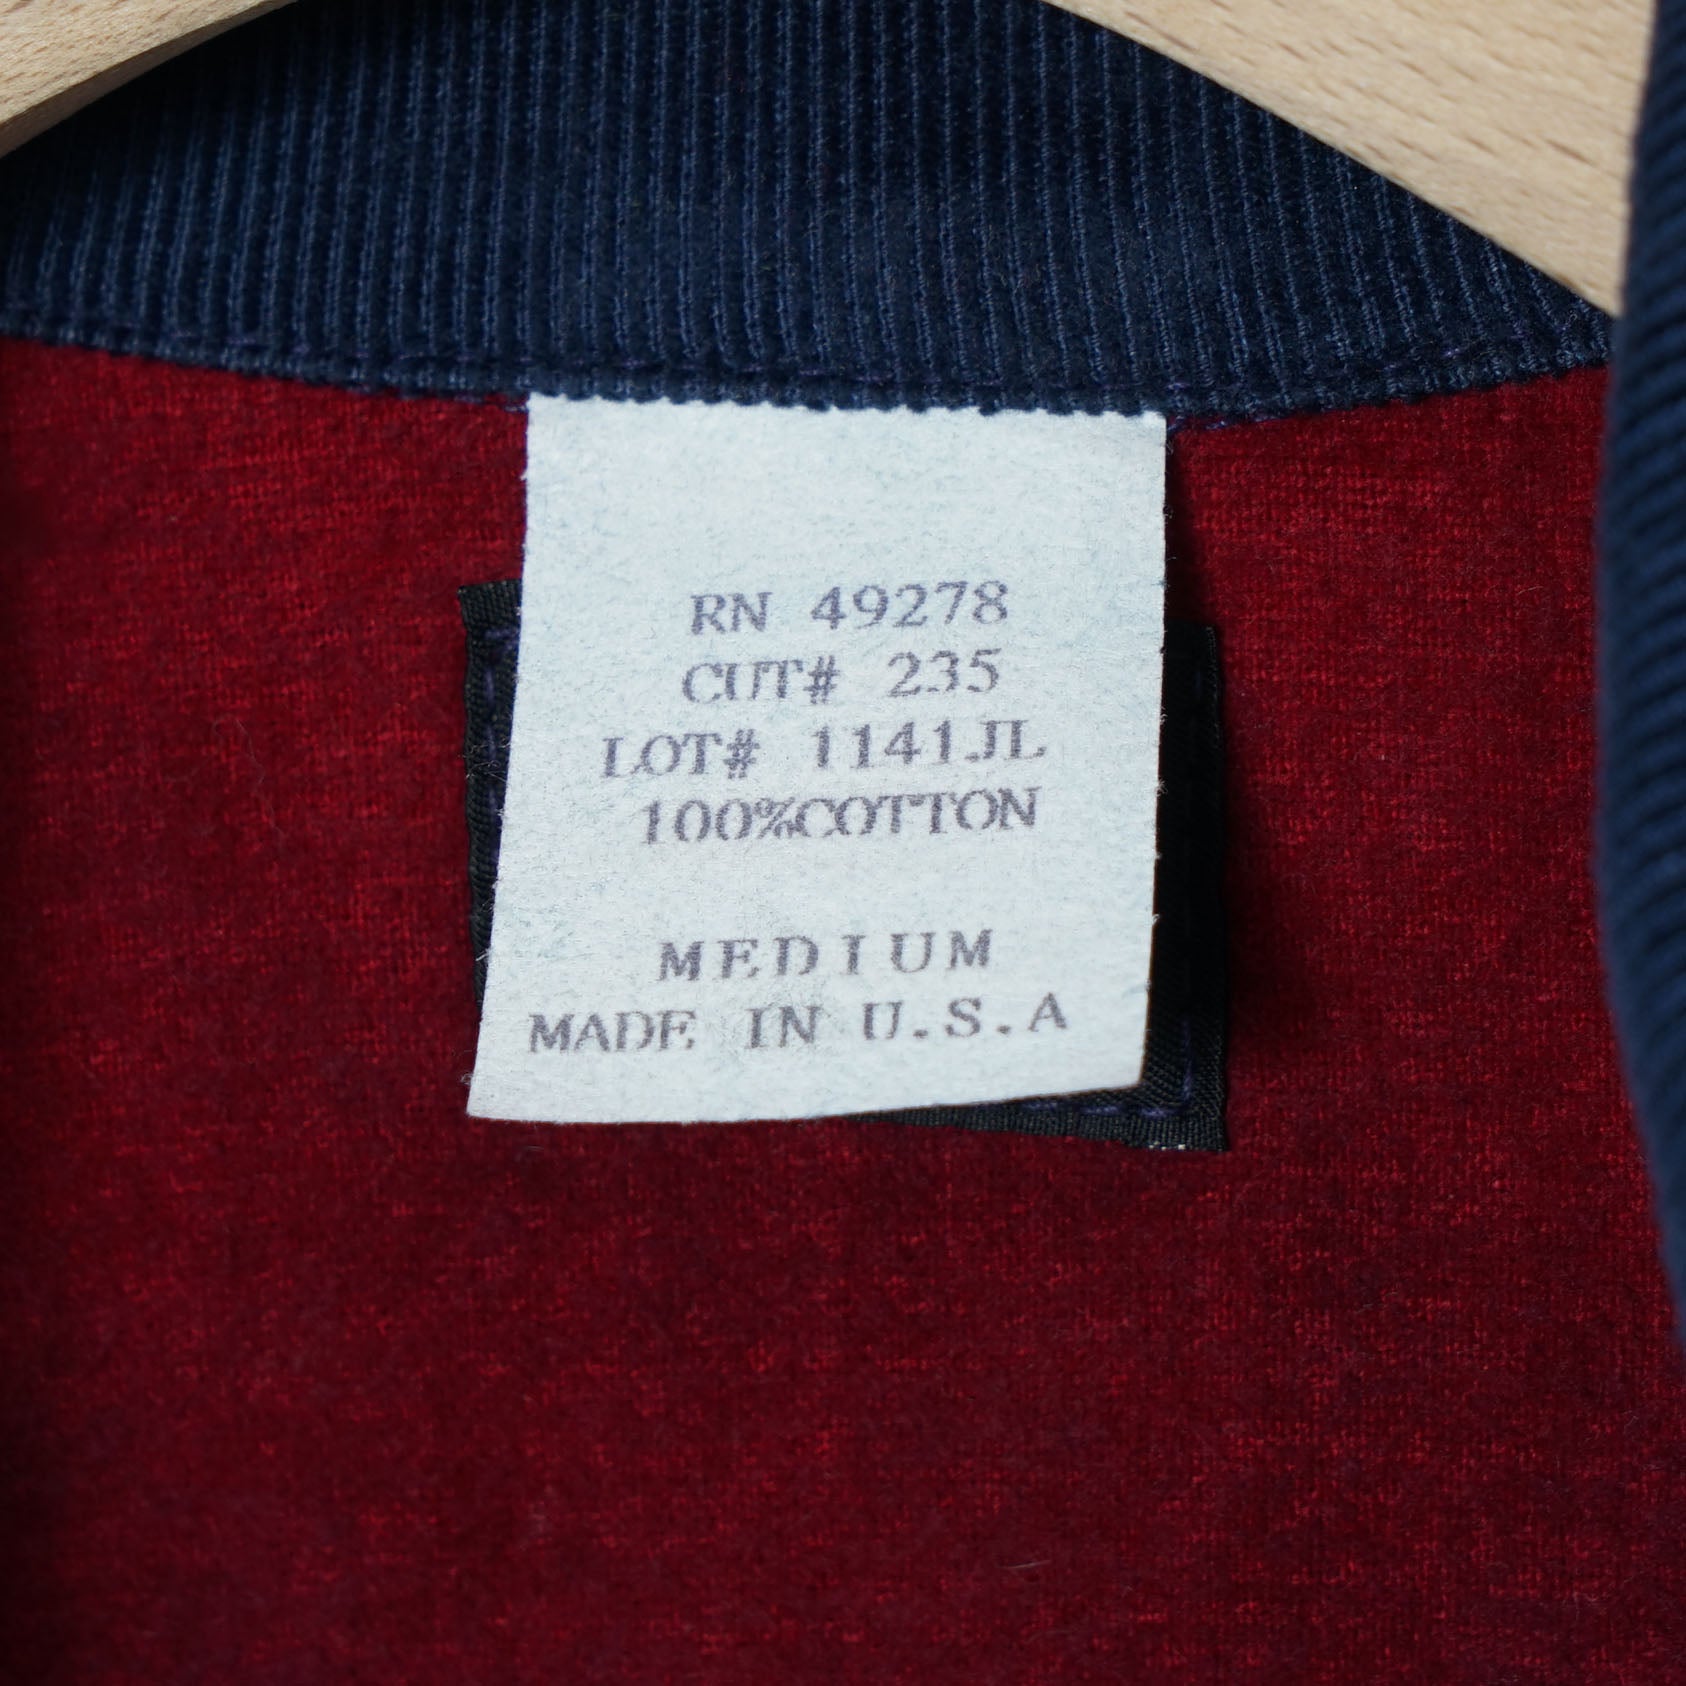 RN 49278
CUT# 235
LOT# 1141JL
100%COTTON
MEDIUM
MADE IN U.S.A